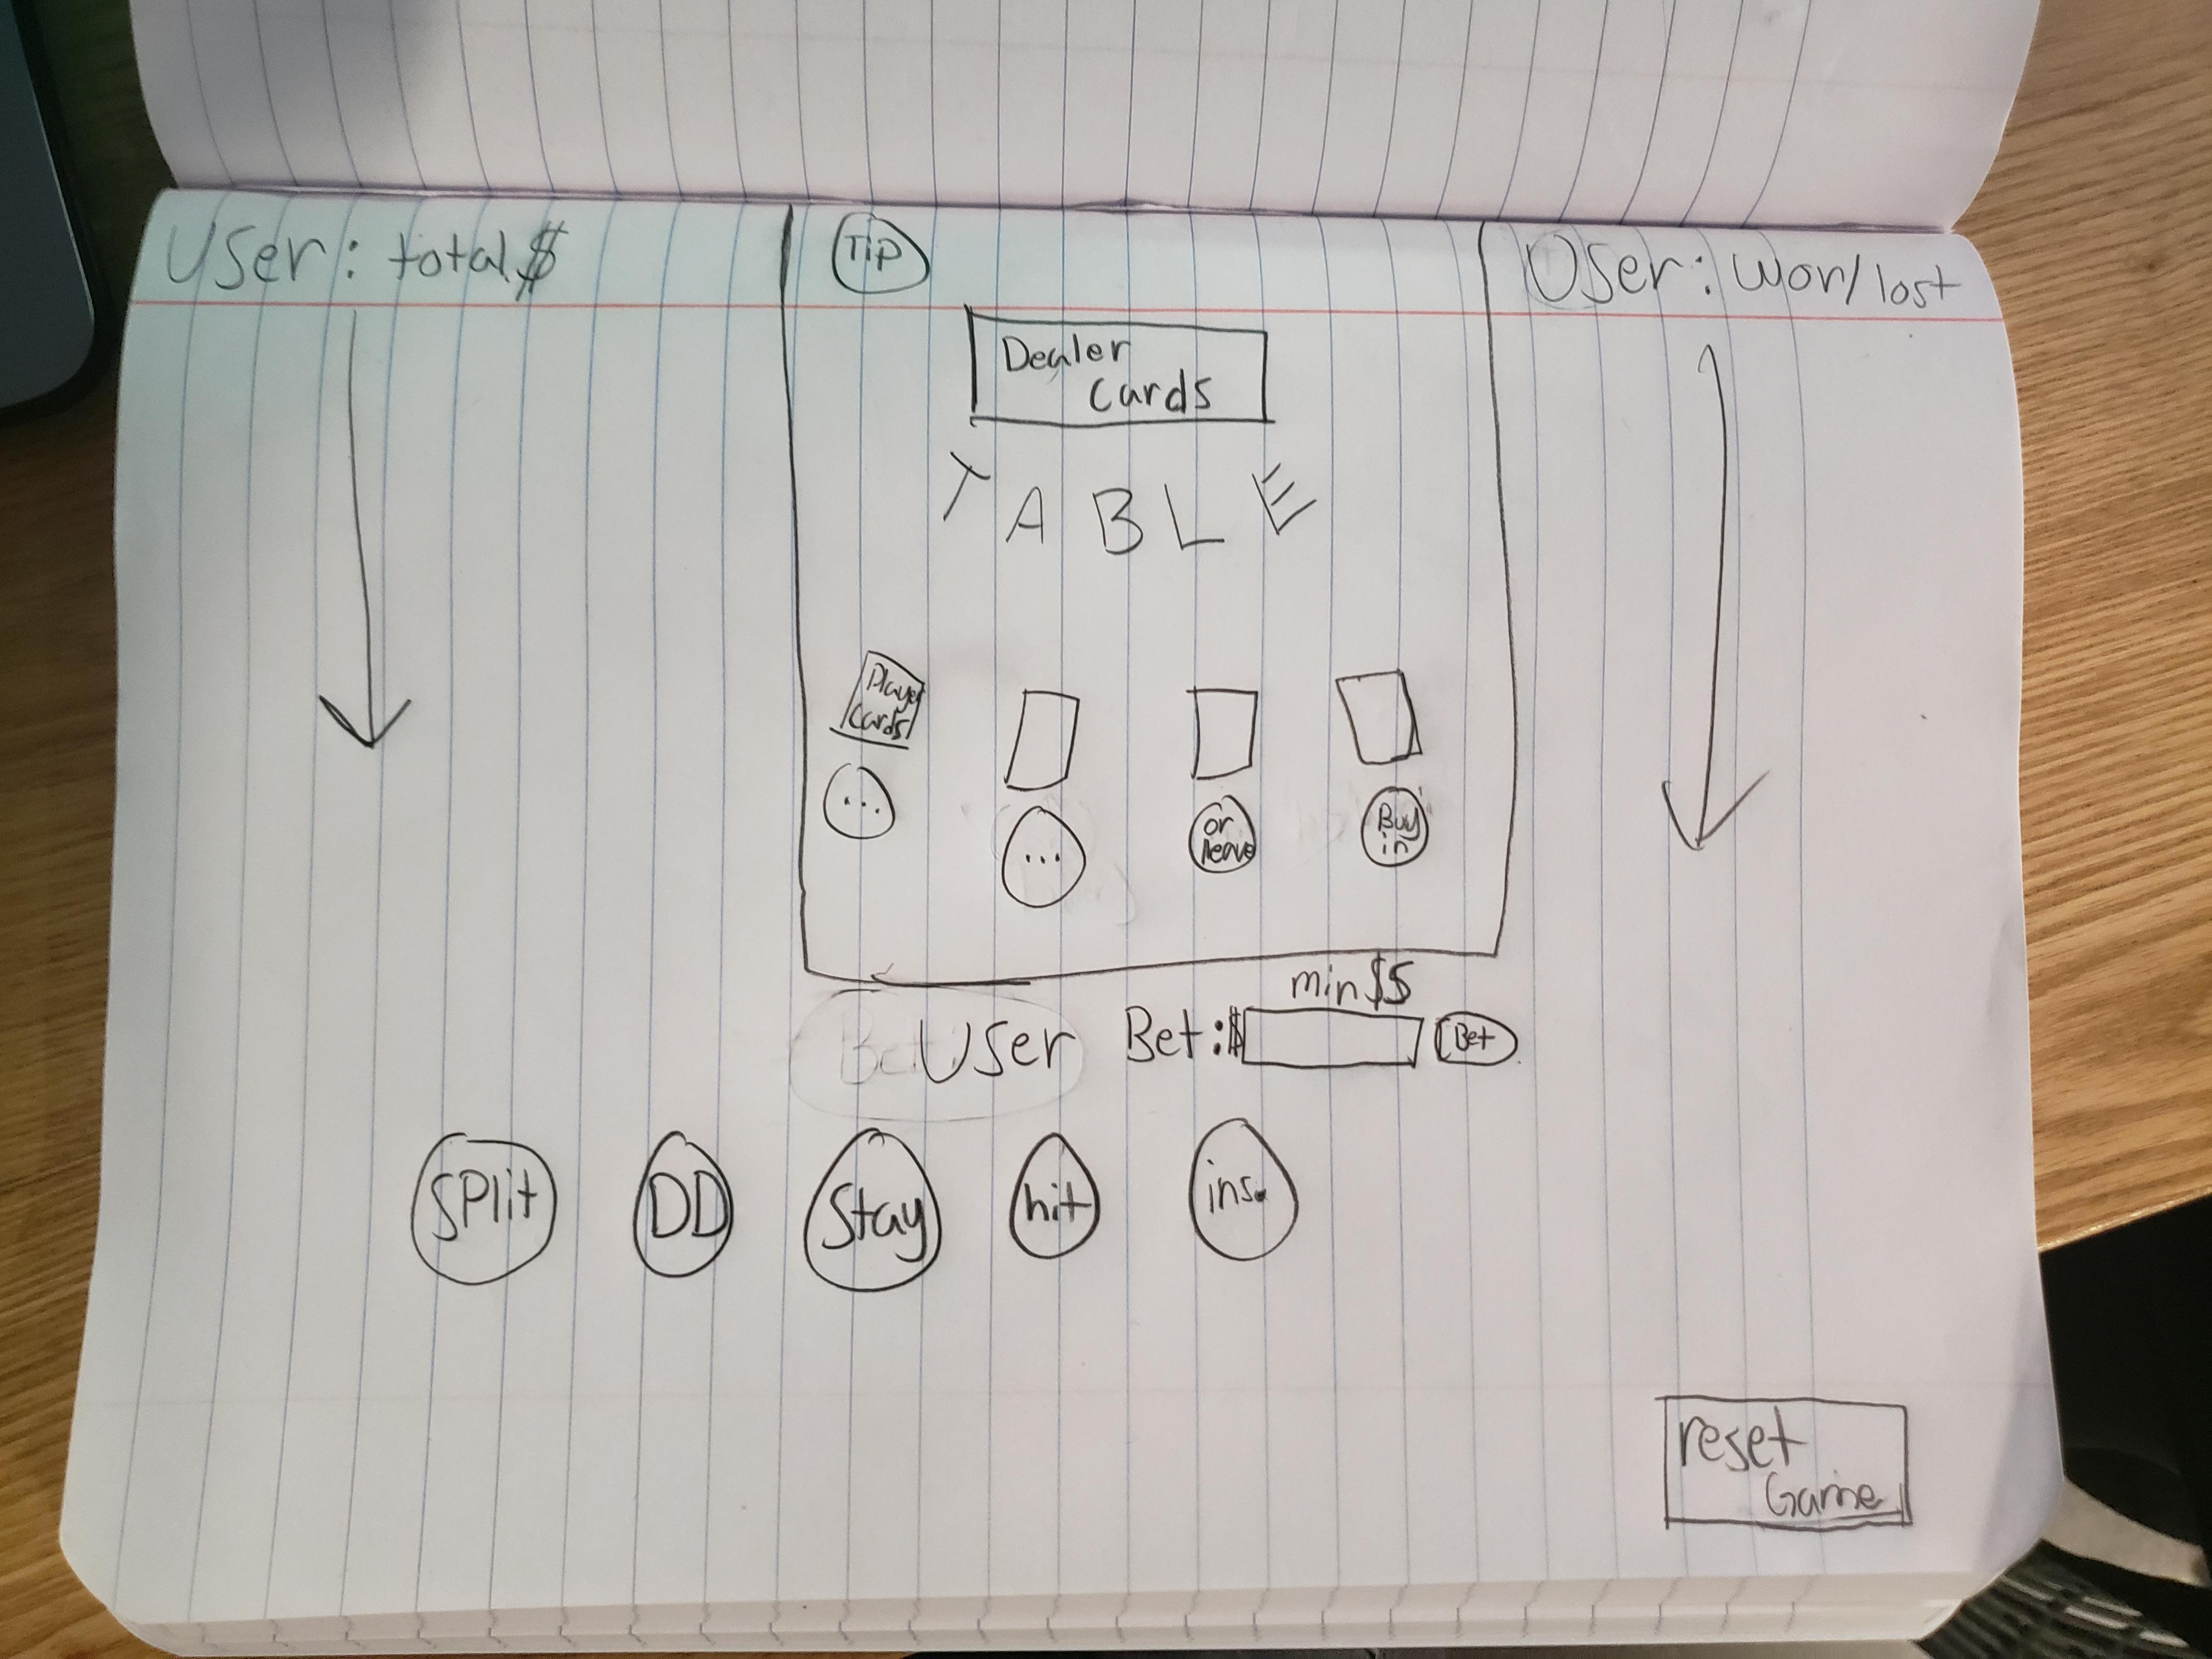 User: total $
Tip
User: won/lost
Dealer
Cards
TABLE
Player
Cards
...
...
or
leave
Buy
in
min $5
User Bet:$ Bet
Split DD Stay hit ins.
reset
Game